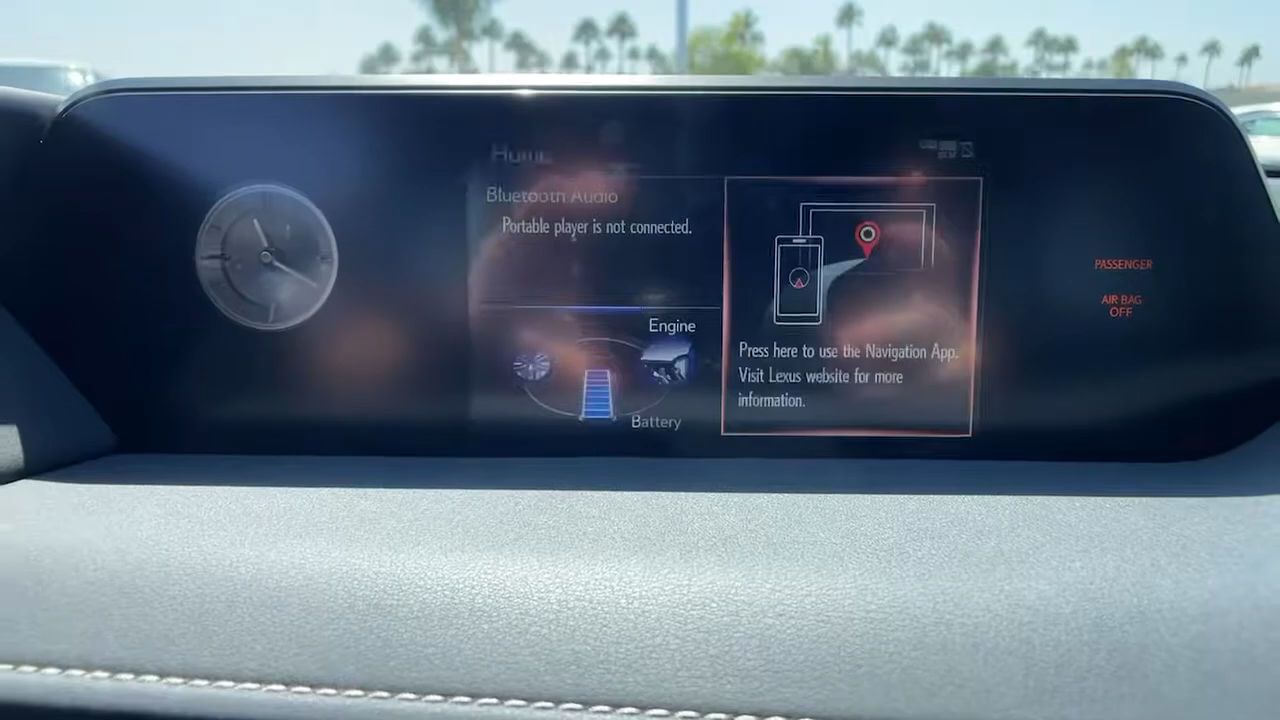 Home
Bluetooth Audio
Portable player is not connected.
Engine
Battery
Press here to use the Navigation App.
Visit Lexus website for more
information.
PASSENGER
AIR BAG
OFF